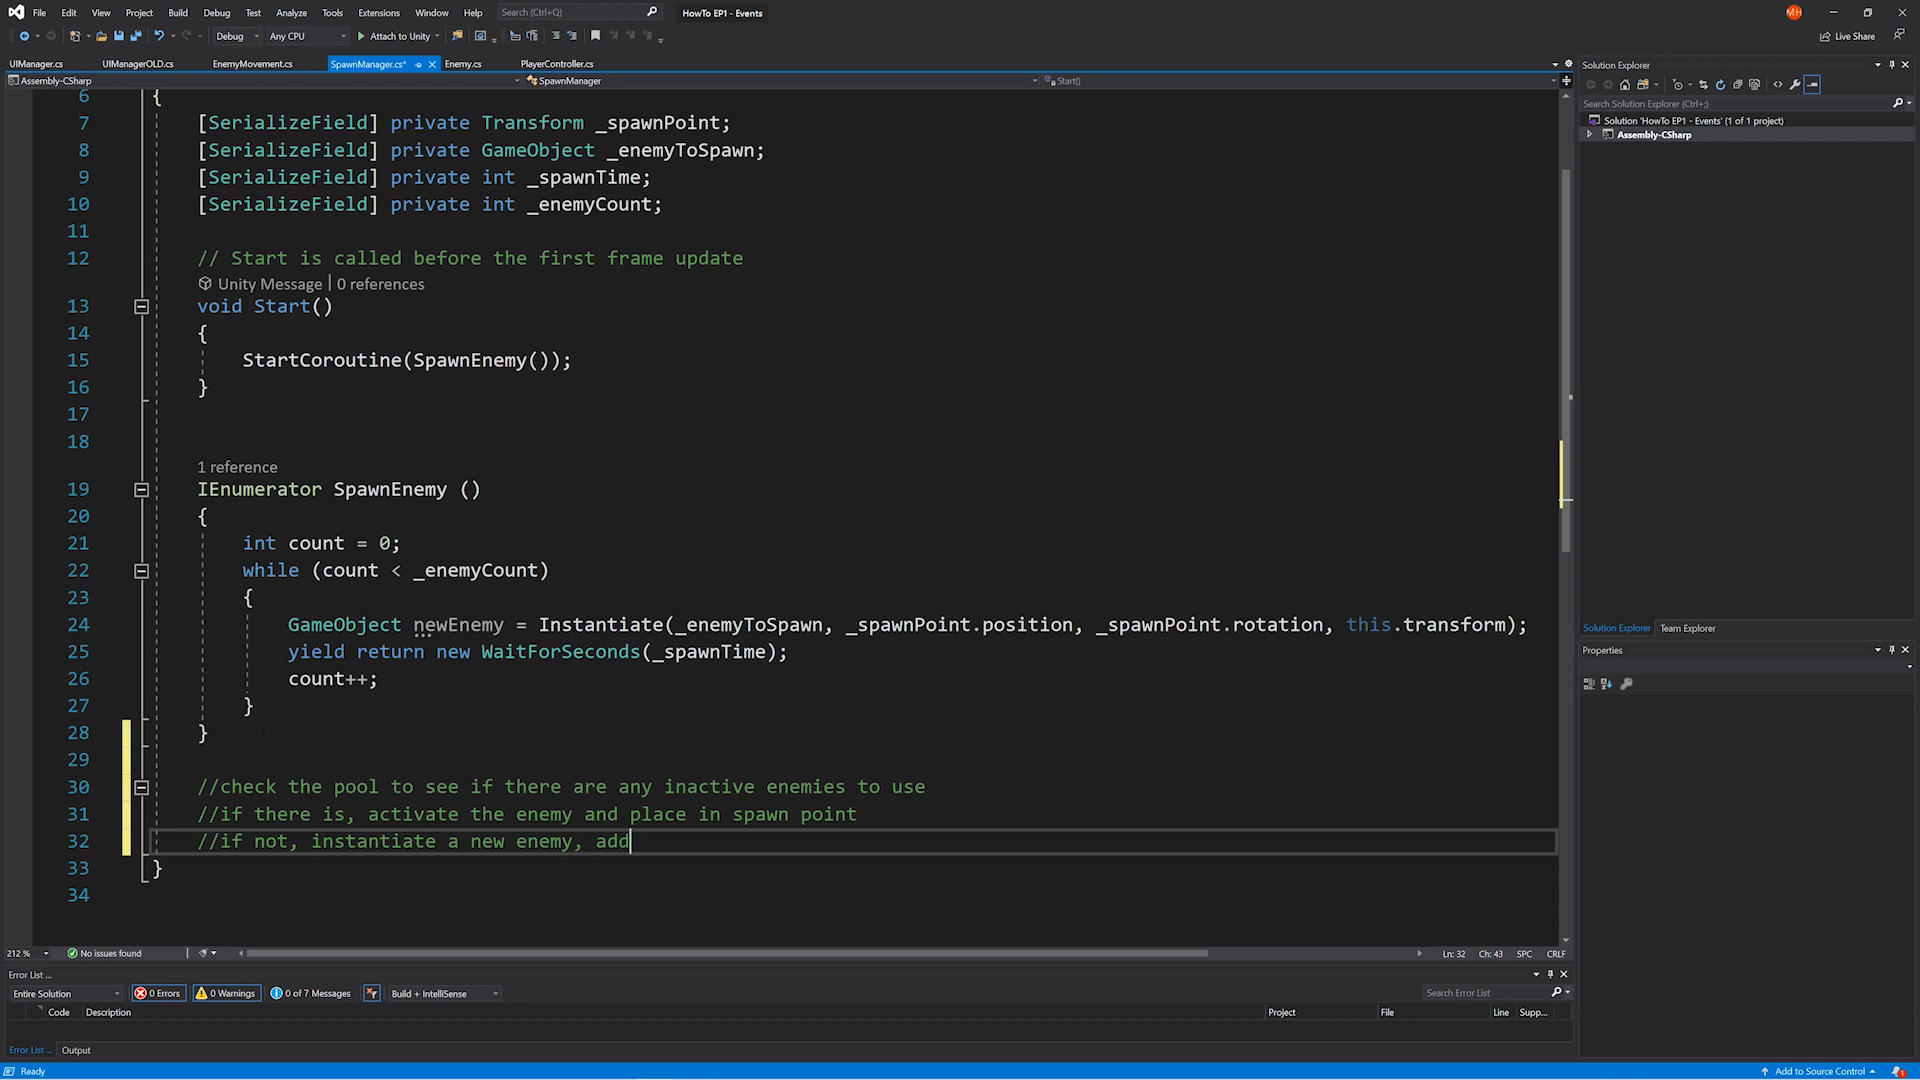 File Edit View Project Build Debug Test Analyze Tools Extensions Window Help Search (Ctrl+Q) HowTo EP1 - Events MH
Debug Any CPU Attach to Unity Live Share
UIManager.cs UIManagerOLD.cs EnemyMovement.cs SpawnManager.cs* Enemy.cs PlayerController.cs
Assembly-CSharp SpawnManager Start()
6 {
7 [SerializeField] private Transform _spawnPoint;
8 [SerializeField] private GameObject _enemyToSpawn;
9 [SerializeField] private int _spawnTime;
10 [SerializeField] private int _enemyCount;
11
12 // Start is called before the first frame update
Unity Message | 0 references
13 void Start()
14 {
15 StartCoroutine(SpawnEnemy());
16 }
17
18
1 reference
19 IEnumerator SpawnEnemy ()
20 {
21 int count = 0;
22 while (count < _enemyCount)
23 {
24 GameObject newEnemy = Instantiate(_enemyToSpawn, _spawnPoint.position, _spawnPoint.rotation, this.transform);
25 yield return new WaitForSeconds(_spawnTime);
26 count++;
27 }
28 }
29
30 //check the pool to see if there are any inactive enemies to use
31 //if there is, activate the enemy and place in spawn point
32 //if not, instantiate a new enemy, add
33 }
34
212 % No issues found Ln: 32 Ch: 43 SPC CRLF
Error List ...
Entire Solution 0 Errors 0 Warnings 0 of 7 Messages Build + IntelliSense Search Error List
Code Description Project File Line Supp...
Error List ... Output
Ready Add to Source Control 1
Solution Explorer
Search Solution Explorer (Ctrl+;)
Solution 'HowTo EP1 - Events' (1 of 1 project)
Assembly-CSharp
Solution Explorer Team Explorer
Properties